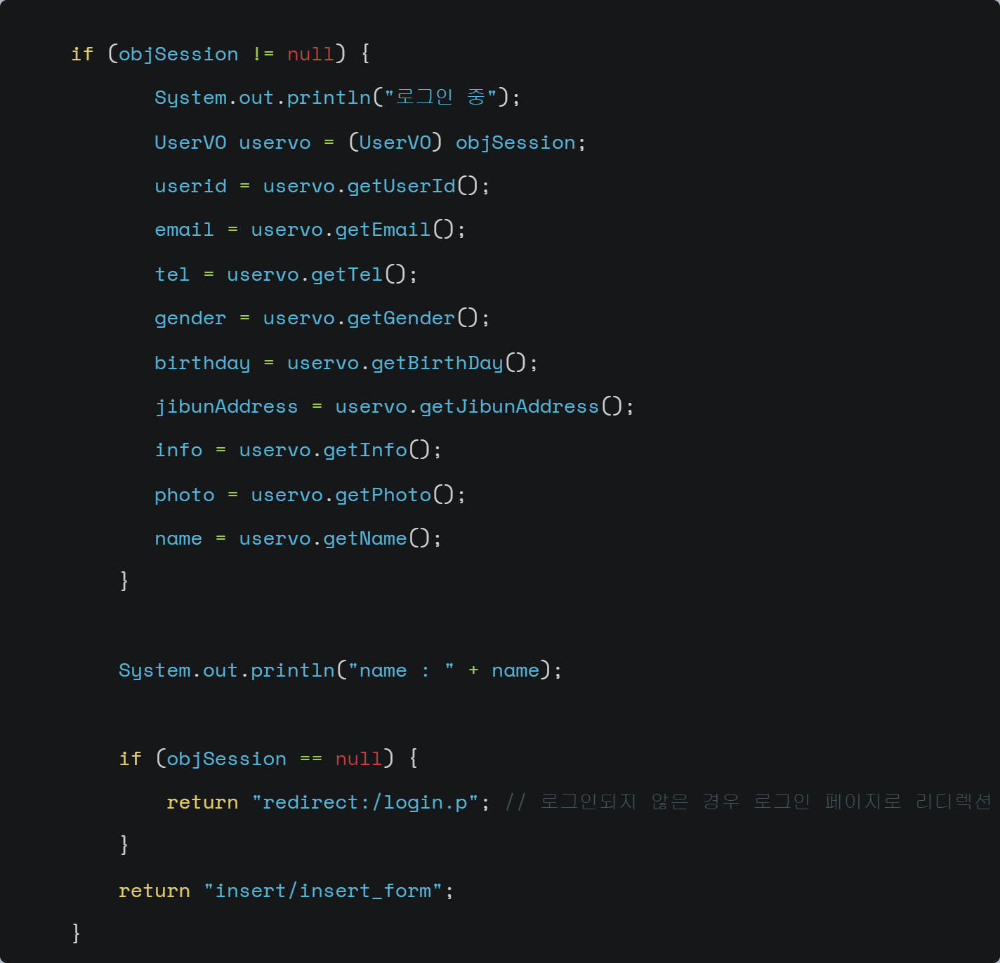 if (objSession != null) {
System.out.println("로그인 중");
UserVO uservo = (UserVO) objSession;
userid = uservo.getUserId();
email = uservo.getEmail();
tel = uservo.getTel();
gender = uservo.getGender();
birthday = uservo.getBirthDay();
jibunAddress = uservo.getJibunAddress();
info = uservo.getInfo();
photo = uservo.getPhoto();
name = uservo.getName();
}
System.out.println("name : " + name);
if (objSession == null) {
return "redirect:/login.p"; // 로그인되지 않은 경우 로그인 페이지로 리디렉션
}
return "insert/insert_form";
}